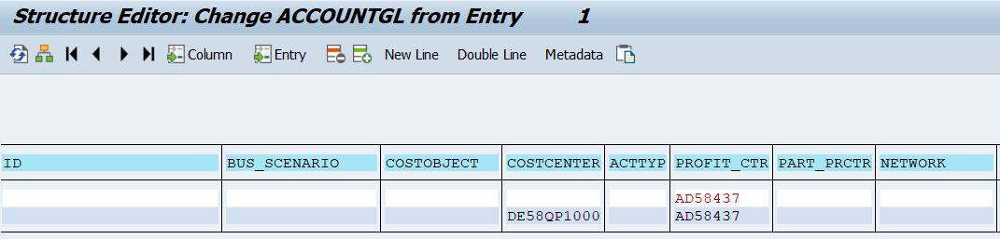 Structure Editor: Change ACCOUNTGL from Entry 1
Column Entry New Line Double Line Metadata
ID BUS_SCENARIO COSTOBJECT COSTCENTER ACTTYP PROFIT_CTR PART_PRCTR NETWORK
AD58437
DE58QP1000 AD58437